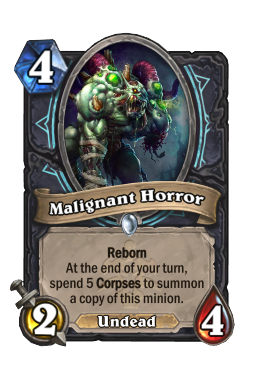 4
Malignant Horror
Reborn
At the end of your turn,
spend 5 Corpses to summon
a copy of this minion.
2
Undead
4